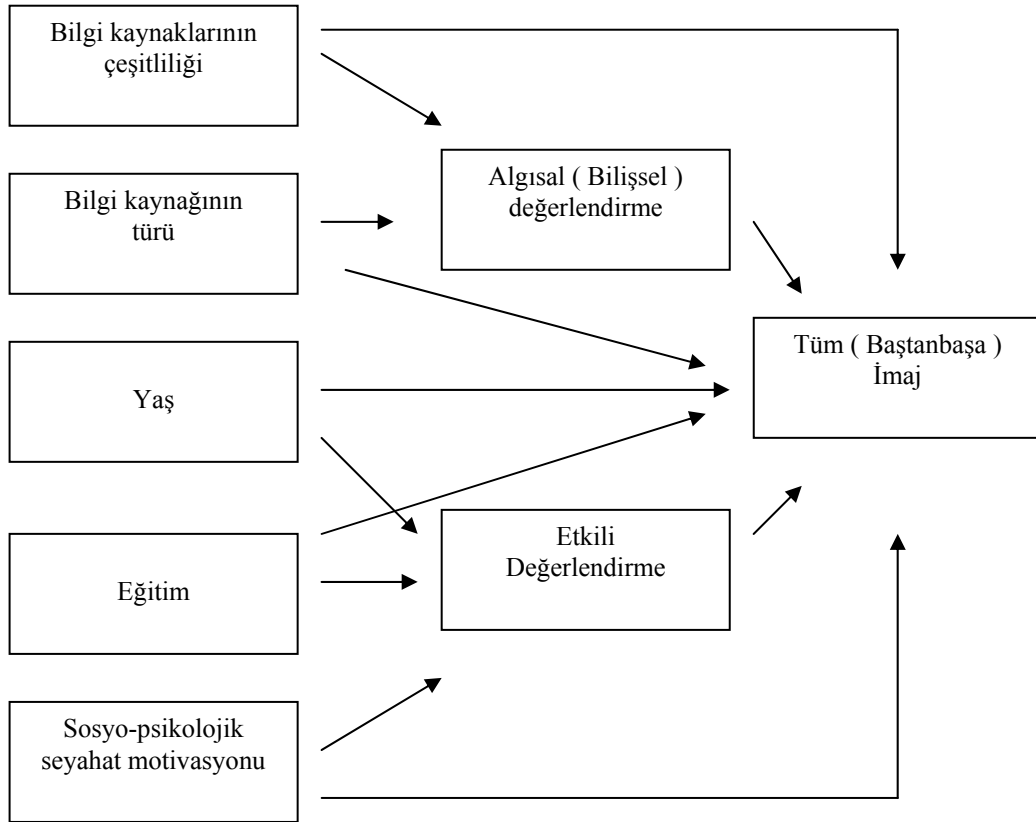 Bilgi kaynaklarının
çeşitliliği
Algısal ( Bilişsel )
değerlendirme
Bilgi kaynağının
türü
Tüm ( Baştanbaşa )
İmaj
Yaş
Etkili
Değerlendirme
Eğitim
Sosyo-psikolojik
seyahat motivasyonu